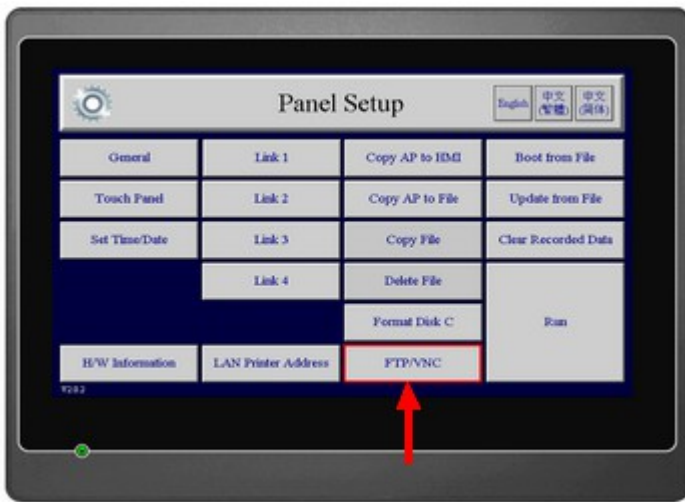 Panel Setup
English
中文
(繁體)
中文
(简体)
General
Link 1
Copy AP to HMI
Boot from File
Touch Panel
Link 2
Copy AP to File
Update from File
Set Time/Date
Link 3
Copy File
Clear Recorded Data
Link 4
Delete File
Format Disk C
Run
H/W Information
LAN Printer Address
FTP/VNC